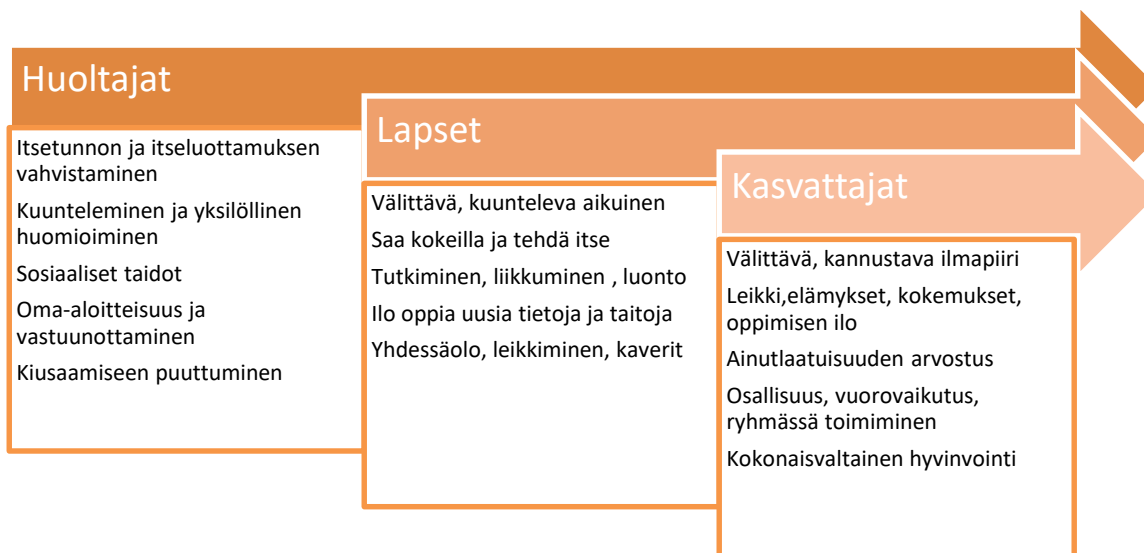 Huoltajat
Itsetunnon ja itseluottamuksen
vahvistaminen
Kuunteleminen ja yksilöllinen
huomioiminen
Sosiaaliset taidot
Oma-aloitteisuus ja
vastuunottaminen
Kiusaamiseen puuttuminen
Lapset
Välittävä, kuunteleva aikuinen
Saa kokeilla ja tehdä itse
Tutkiminen, liikkuminen , luonto
Ilo oppia uusia tietoja ja taitoja
Yhdessäolo, leikkiminen, kaverit
Kasvattajat
Välittävä, kannustava ilmapiiri
Leikki,elämykset, kokemukset,
oppimisen ilo
Ainutlaatuisuuden arvostus
Osallisuus, vuorovaikutus,
ryhmässä toimiminen
Kokonaisvaltainen hyvinvointi